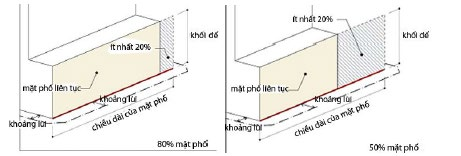 ít nhất 20%
khối đế
mặt phố liên tục
khoảng lùi
khoảng lùi
chiều dài của mặt phố
80% mặt phố
ít nhất 20%
khối đế
mặt phố liên tục
khoảng lùi
khoảng lùi
chiều dài của mặt phố
50% mặt phố